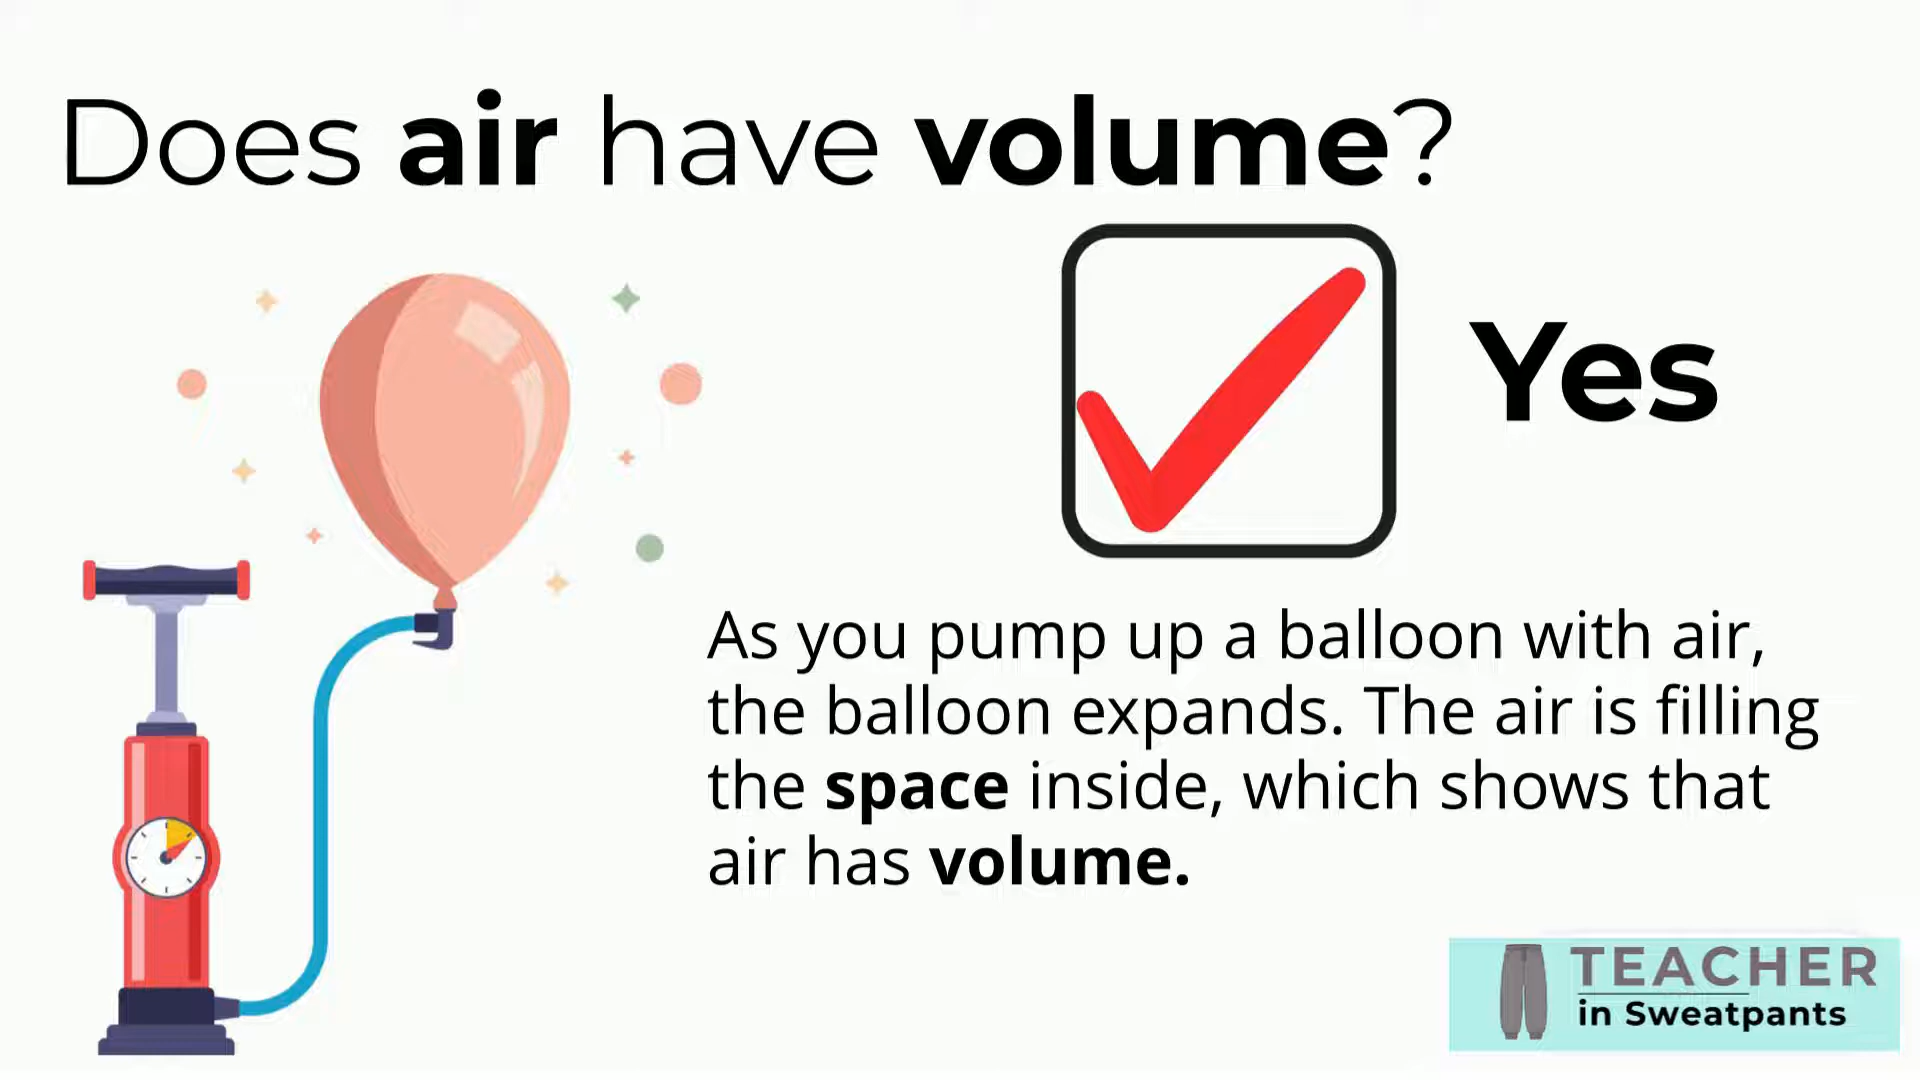 Does air have volume?
Yes
As you pump up a balloon with air,
the balloon expands. The air is filling
the space inside, which shows that
air has volume.
TEACHER
in Sweatpants